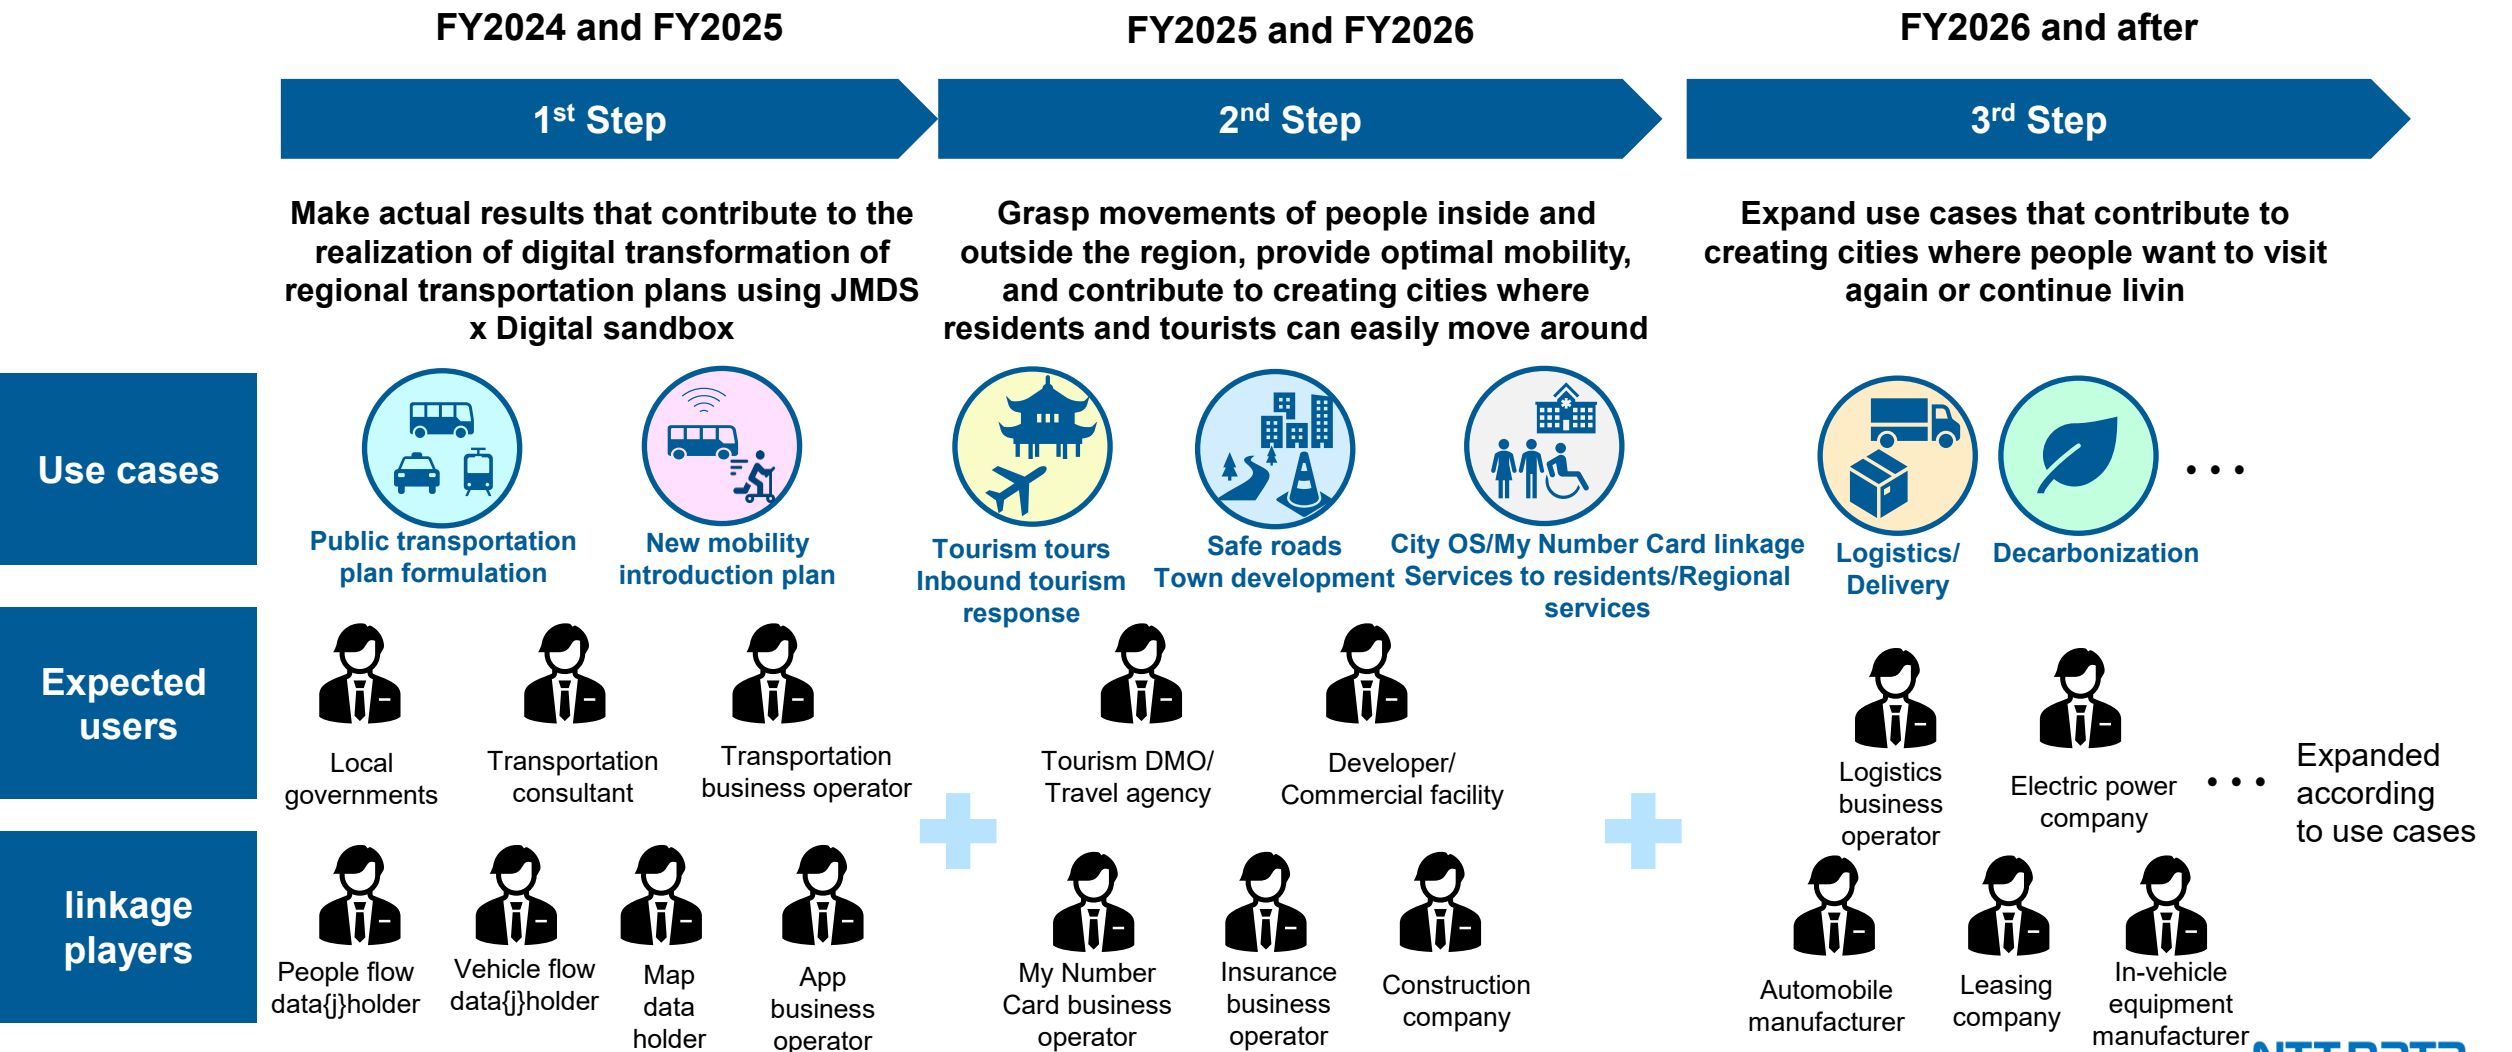 FY2024 and FY2025
FY2025 and FY2026
FY2026 and after
1st Step
2nd Step
3rd Step
Make actual results that contribute to the
realization of digital transformation of
regional transportation plans using JMDS
x Digital sandbox
Grasp movements of people inside and
outside the region, provide optimal mobility,
and contribute to creating cities where
residents and tourists can easily move around
Expand use cases that contribute to
creating cities where people want to visit
again or continue livin
Use cases
Public transportation
plan formulation
New mobility
introduction plan
Tourism tours
Inbound tourism
response
Safe roads
Town development
City OS/My Number Card linkage
Services to residents/Regional
services
Logistics/
Delivery
Decarbonization
• • •
Expected
users
Local
governments
Transportation
consultant
Transportation
business operator
Tourism DMO/
Travel agency
Developer/
Commercial facility
Logistics
business
operator
Electric power
company
• • •
Expanded
according
to use cases
linkage
players
People flow
data{j}holder
Vehicle flow
data{j}holder
Map
data
holder
App
business
operator
My Number
Card business
operator
Insurance
business
operator
Construction
company
Automobile
manufacturer
Leasing
company
In-vehicle
equipment
manufacturer
NTT DATA